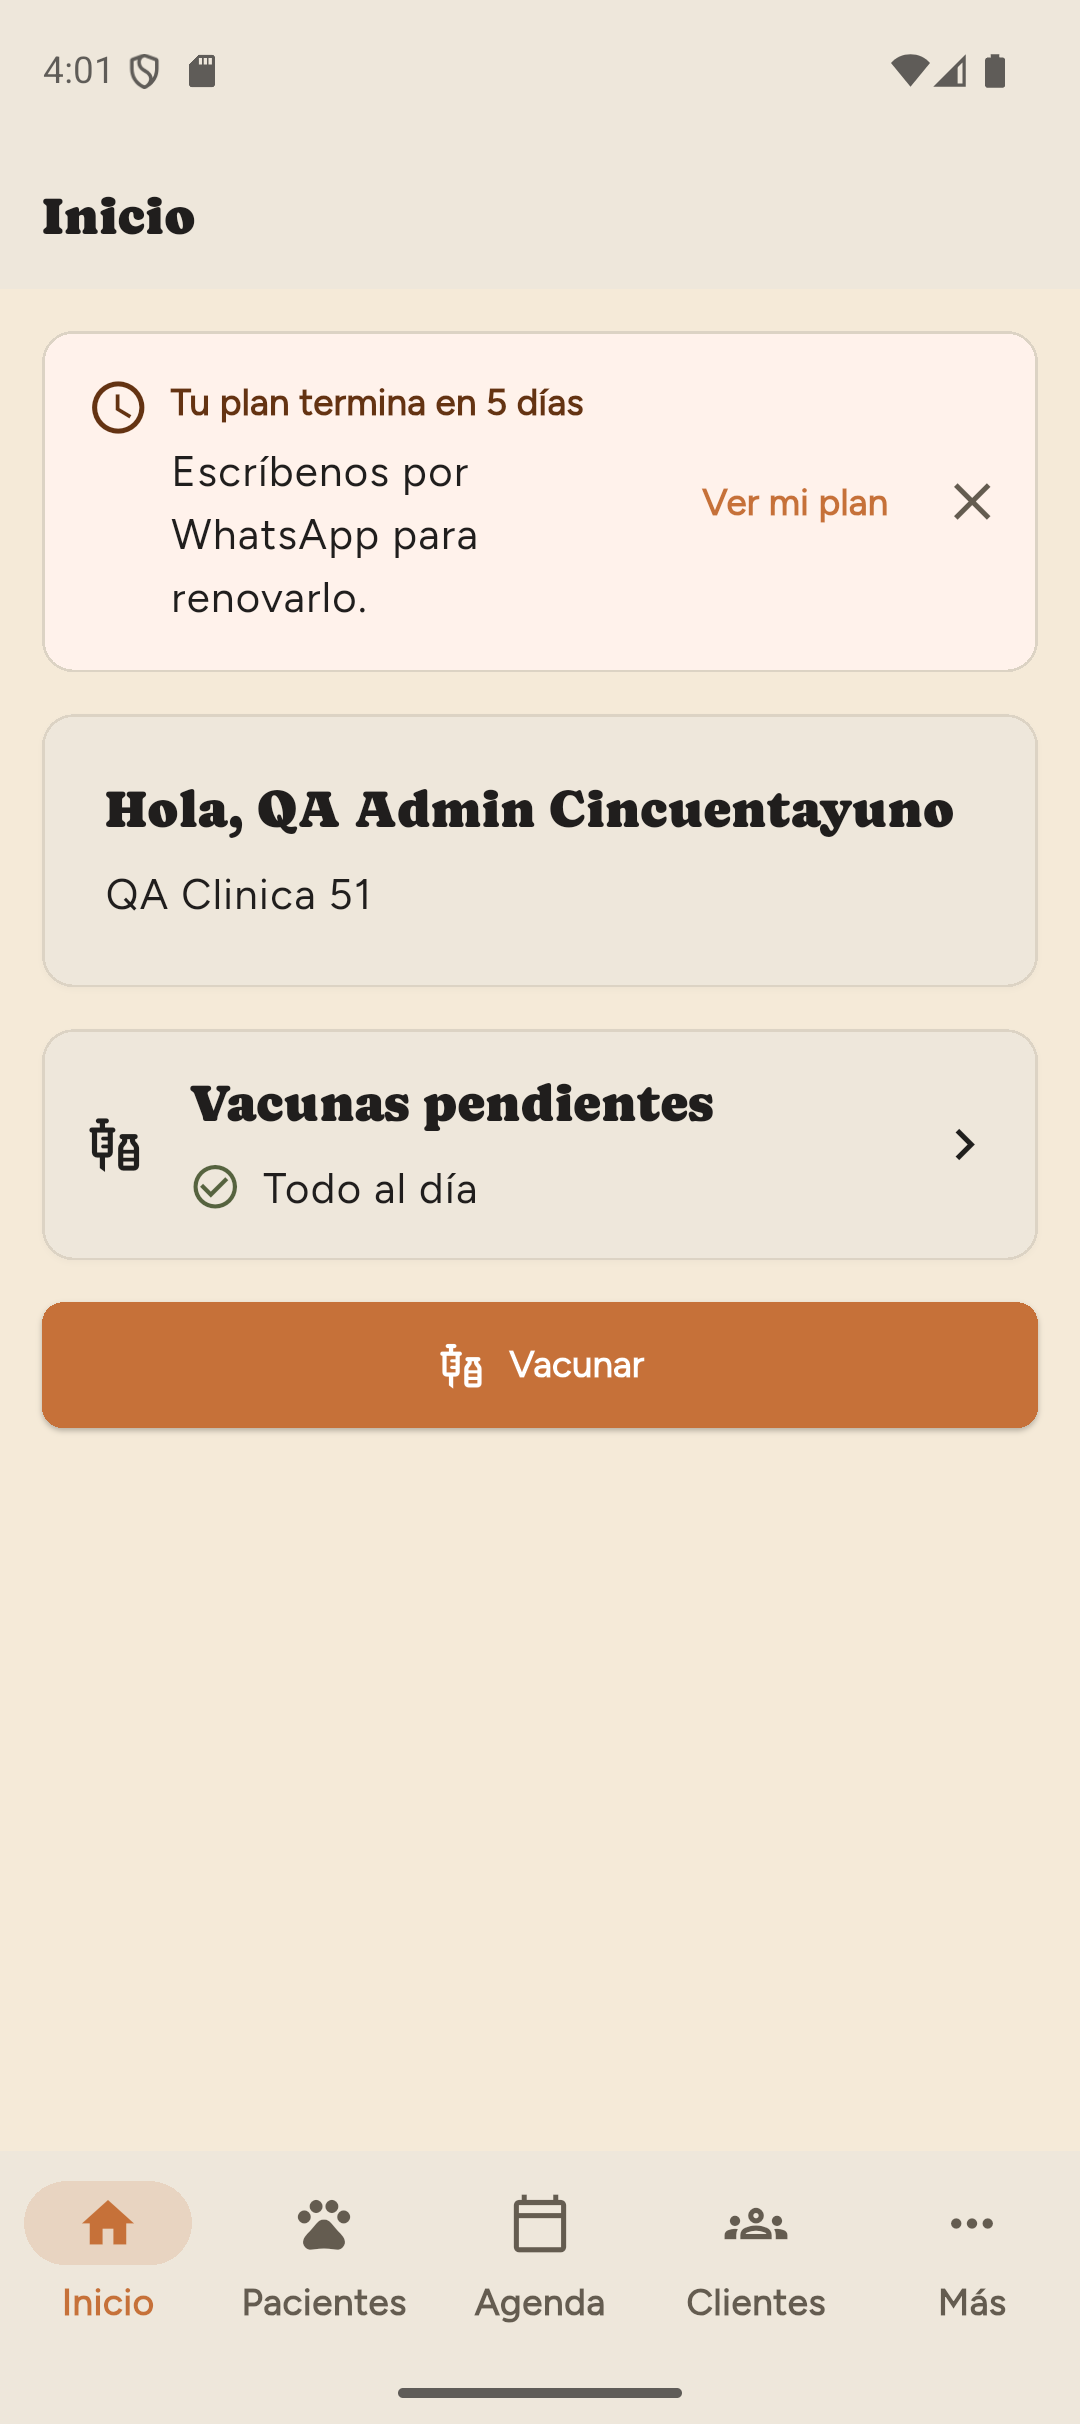 4:01
Inicio
Tu plan termina en 5 días
Escríbenos por
WhatsApp para
renovarlo.
Ver mi plan
Hola, QA Admin Cincuentayuno
QA Clinica 51
Vacunas pendientes
Todo al día
Vacunar
Inicio
Pacientes
Agenda
Clientes
Más